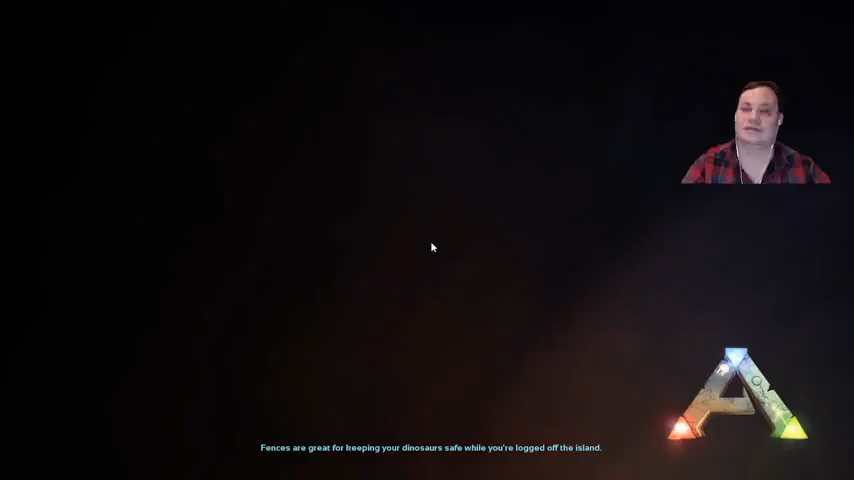 Fences are great for keeping your dinosaurs safe while you're logged off the island.